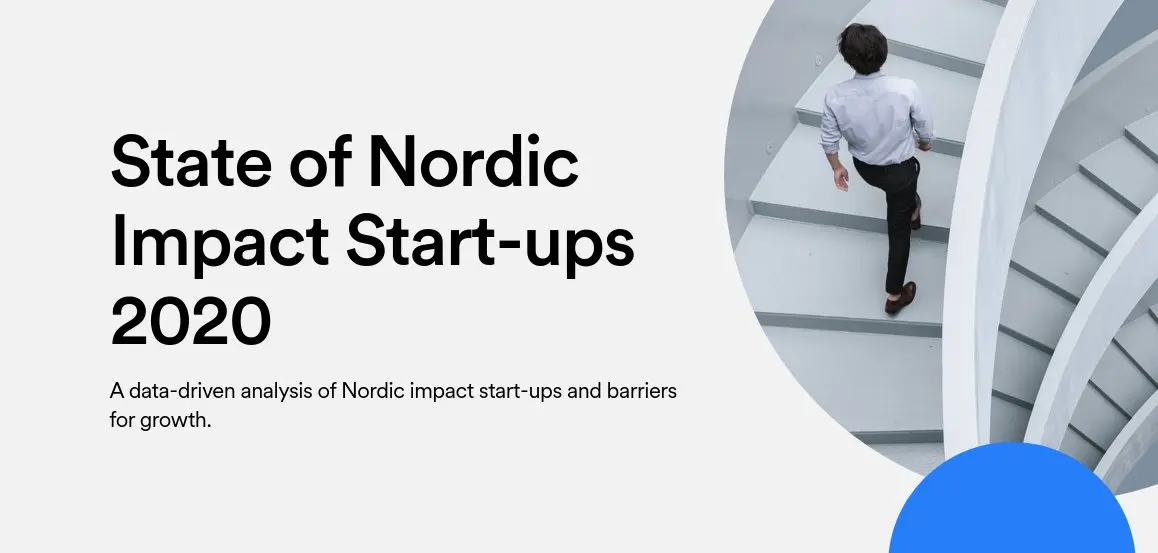 State of Nordic
Impact Start-ups
2020
A data-driven analysis of Nordic impact start-ups and barriers
for growth.